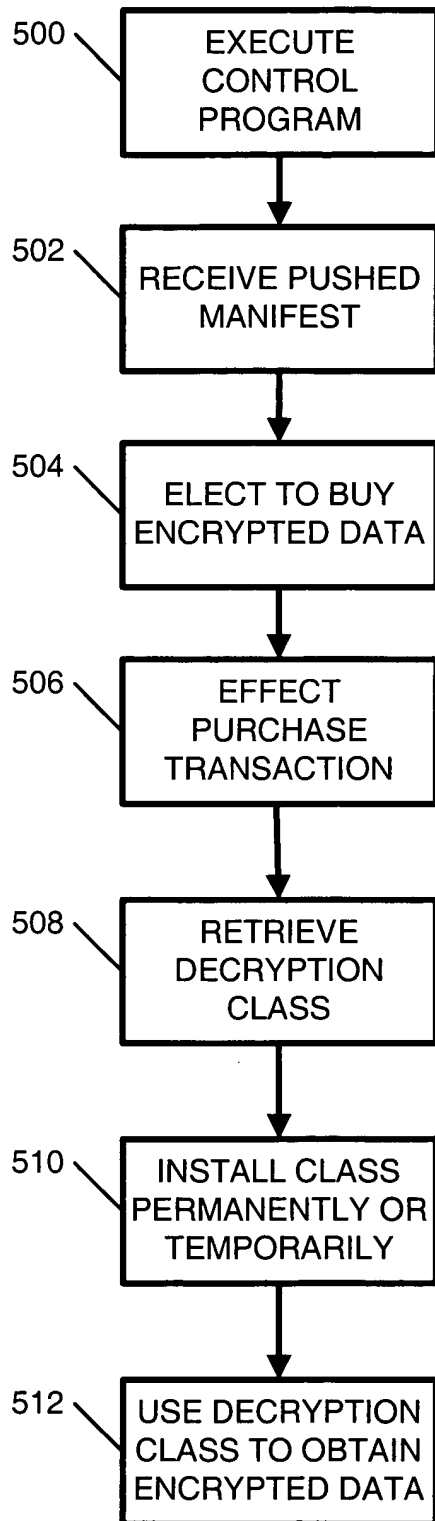 500
EXECUTE
CONTROL
PROGRAM
502
RECEIVE PUSHED
MANIFEST
504
ELECT TO BUY
ENCRYPTED DATA
506
EFFECT
PURCHASE
TRANSACTION
508
RETRIEVE
DECRYPTION
CLASS
510
INSTALL CLASS
PERMANENTLY OR
TEMPORARILY
512
USE DECRYPTION
CLASS TO OBTAIN
ENCRYPTED DATA